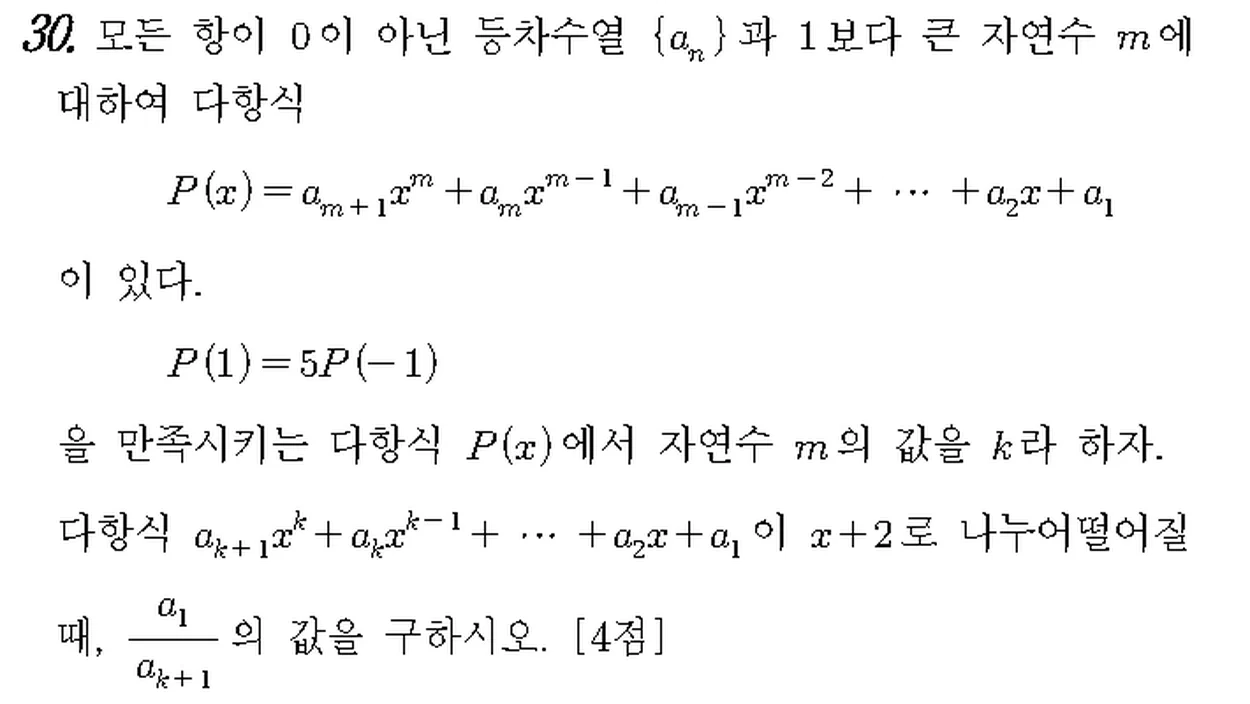 30. 모든 항이 0이 아닌 등차수열 {aₙ}과 1보다 큰 자연수 m에
대하여 다항식
P(x)=aₘ₊₁xᵐ+aₘxᵐ⁻¹+aₘ₋₁xᵐ⁻²+ ⋯ +a₂x+a₁
이 있다.
P(1)=5P(−1)
을 만족시키는 다항식 P(x)에서 자연수 m의 값을 k라 하자.
다항식 aₖ₊₁xᵏ+aₖxᵏ⁻¹+ ⋯ +a₂x+a₁이 x+2로 나누어떨어질
때, a₁/aₖ₊₁의 값을 구하시오. [4점]